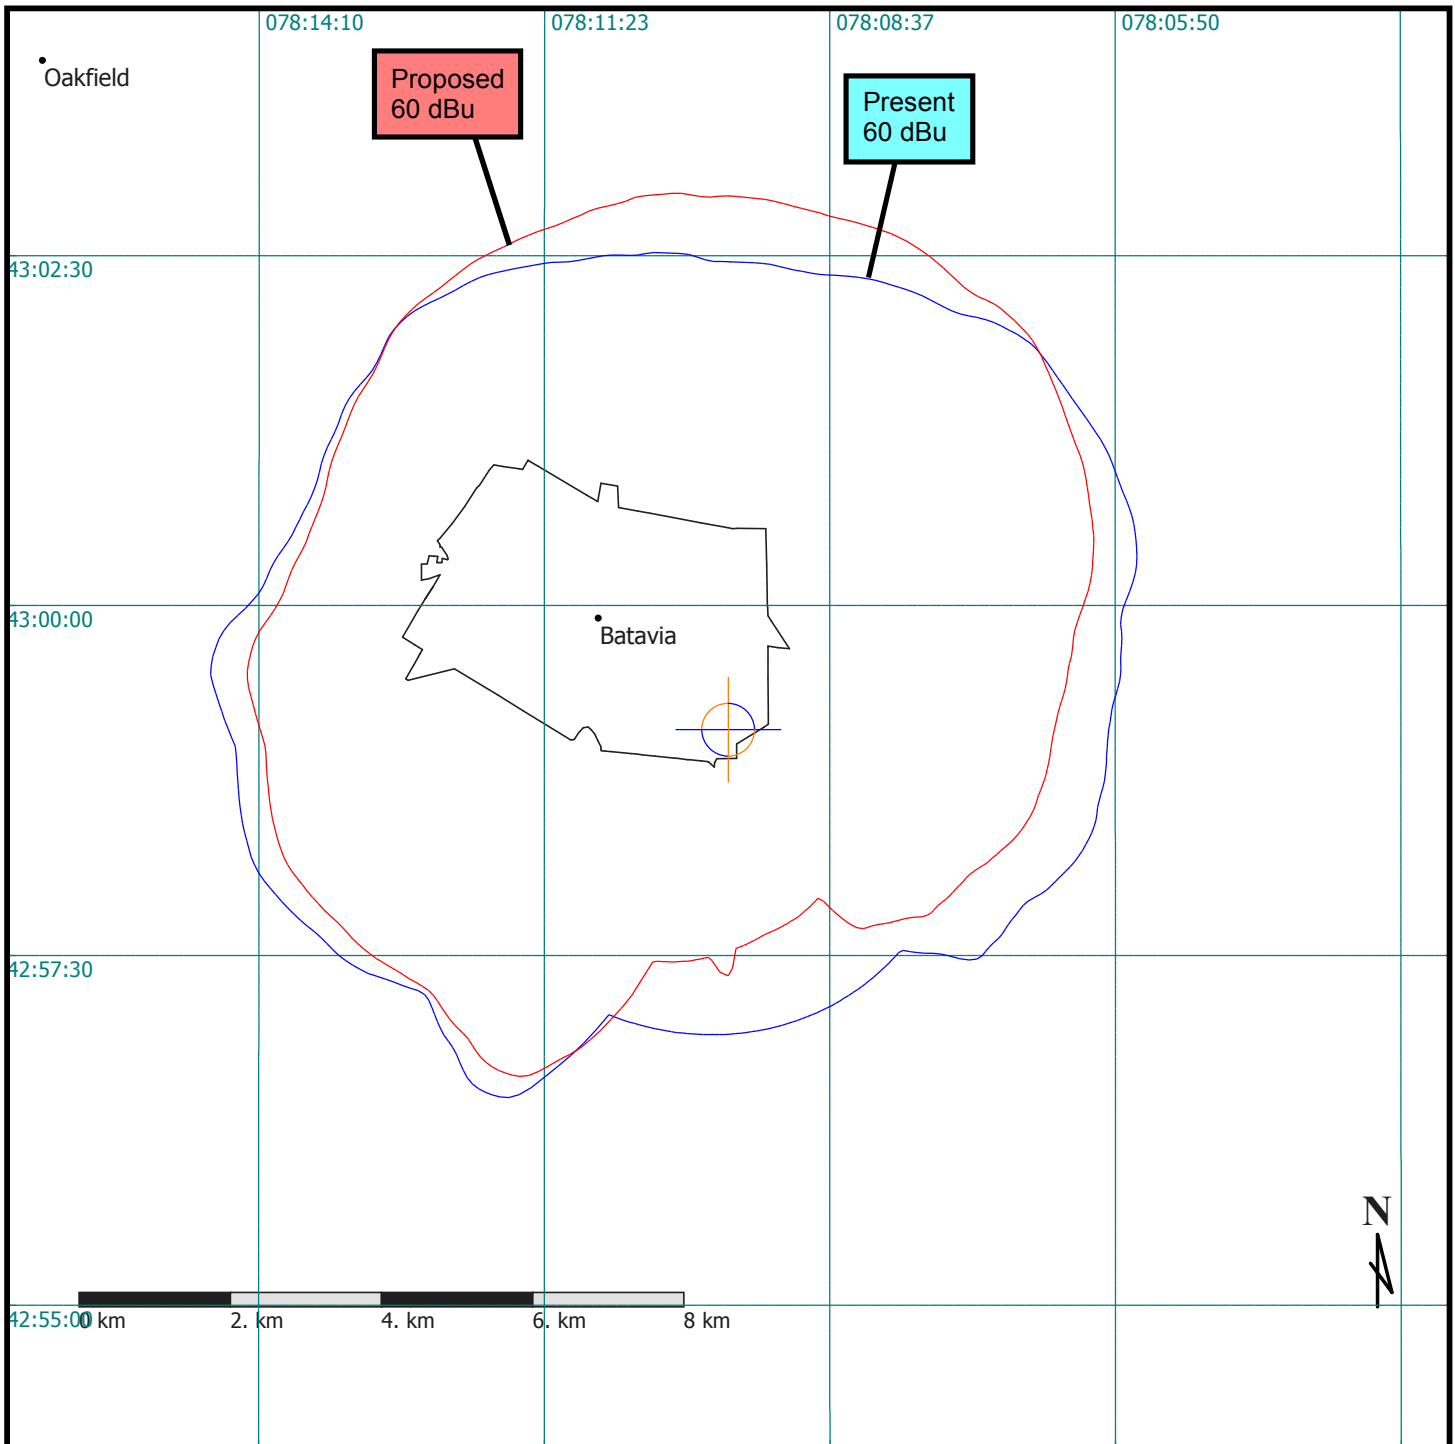 078:14:10
078:11:23
078:08:37
078:05:50
Oakfield
Proposed
60 dBu
Present
60 dBu
43:02:30
43:00:00
Batavia
42:57:30
N
42:55:00
0 km
2. km
4. km
6. km
8 km